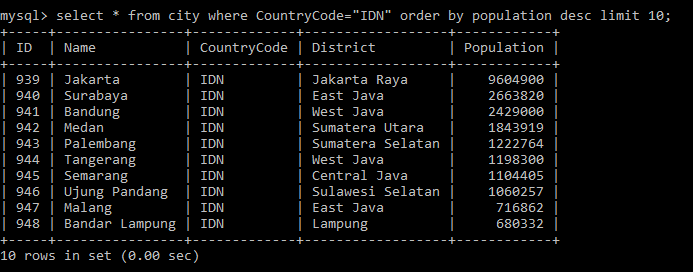 mysql> select * from city where CountryCode="IDN" order by population desc limit 10;
+-----+----------------+-------------+------------------+------------+
| ID  | Name           | CountryCode | District         | Population |
+-----+----------------+-------------+------------------+------------+
| 939 | Jakarta        | IDN         | Jakarta Raya     |    9604900 |
| 940 | Surabaya       | IDN         | East Java        |    2663820 |
| 941 | Bandung        | IDN         | West Java        |    2429000 |
| 942 | Medan          | IDN         | Sumatera Utara   |    1843919 |
| 943 | Palembang      | IDN         | Sumatera Selatan |    1222764 |
| 944 | Tangerang      | IDN         | West Java        |    1198300 |
| 945 | Semarang       | IDN         | Central Java     |    1104405 |
| 946 | Ujung Pandang  | IDN         | Sulawesi Selatan |    1060257 |
| 947 | Malang         | IDN         | East Java        |     716862 |
| 948 | Bandar Lampung | IDN         | Lampung          |     680332 |
+-----+----------------+-------------+------------------+------------+
10 rows in set (0.00 sec)